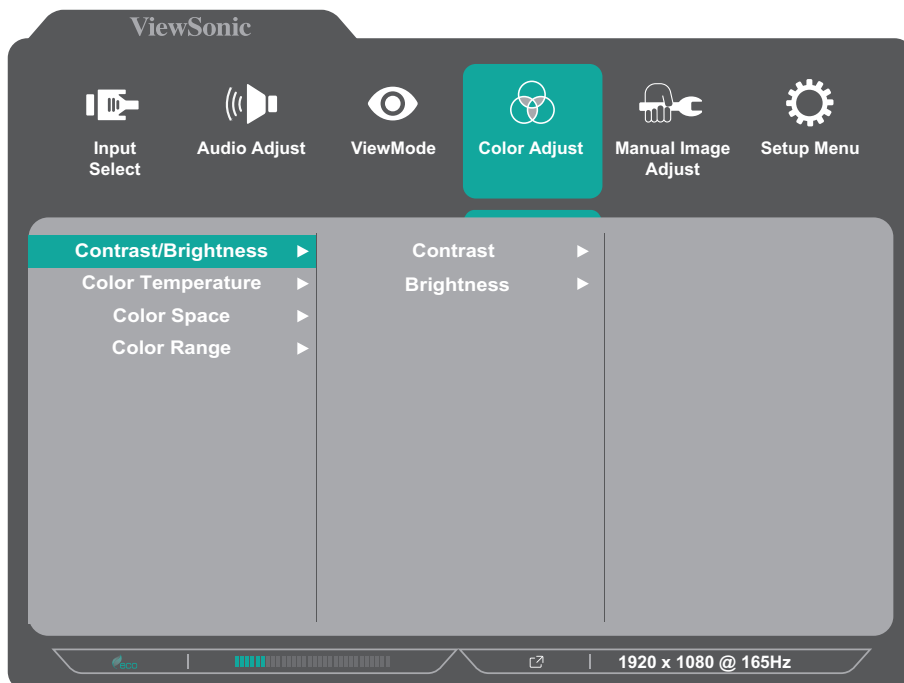 ViewSonic
Input Select
Audio Adjust
ViewMode
Color Adjust
Manual Image Adjust
Setup Menu
Contrast/Brightness
Contrast
Color Temperature
Brightness
Color Space
Color Range
eco
1920 x 1080 @ 165Hz